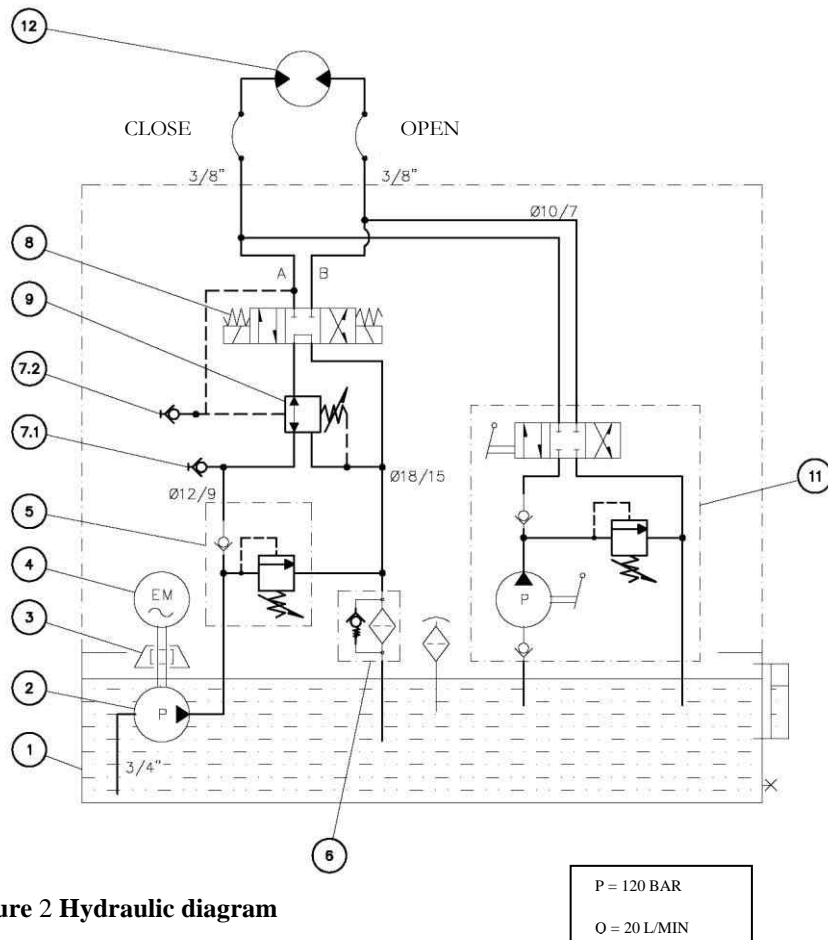 12
CLOSE
OPEN
3/8"
3/8"
Ø10/7
8
A
B
9
7.2
7.1
Ø18/15
11
Ø12/9
5
4
EM
3
P
2
P
1
3/4"
6
P = 120 BAR
ure 2 Hydraulic diagram
Q = 20 L/MIN